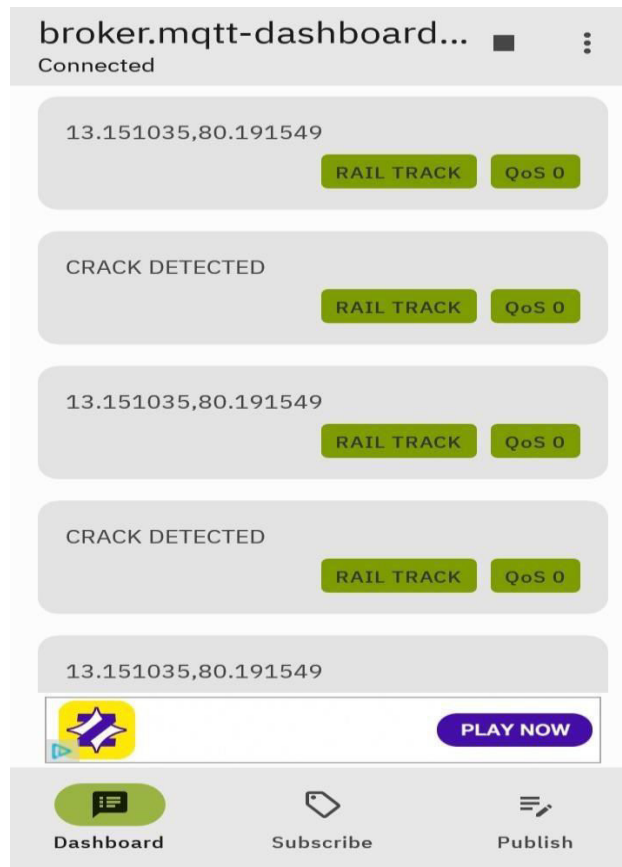 broker.mqtt-dashboard...
Connected
13.151035,80.191549
RAIL TRACK QoS 0
CRACK DETECTED
RAIL TRACK QoS 0
13.151035,80.191549
RAIL TRACK QoS 0
CRACK DETECTED
RAIL TRACK QoS 0
13.151035,80.191549
PLAY NOW
Dashboard Subscribe Publish